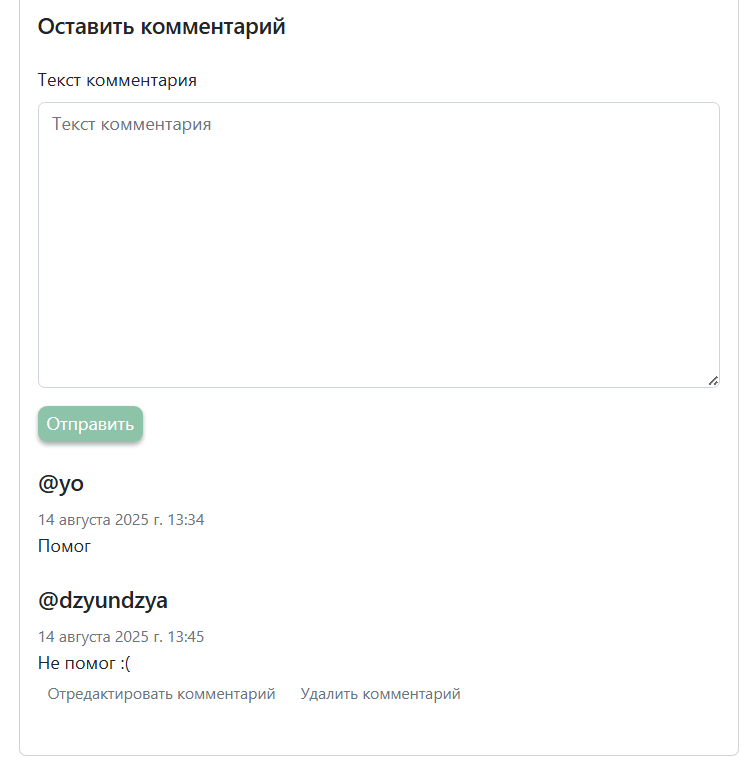 Оставить комментарий
Текст комментария
Текст комментария
Отправить
@yo
14 августа 2025 г. 13:34
Помог
@dzyundzya
14 августа 2025 г. 13:45
Не помог :(
Отредактировать комментарий Удалить комментарий